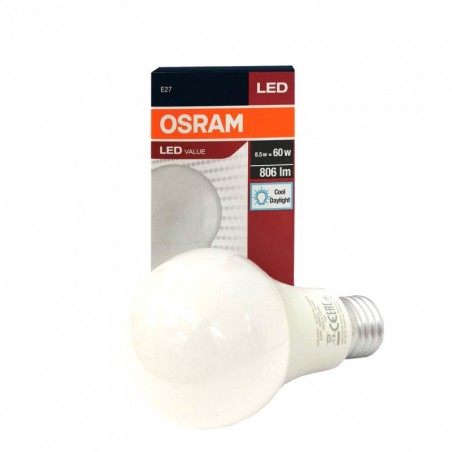 E27
LED
OSRAM
LED VALUE
8.5 w = 60 w
806 lm
Cool
Daylight